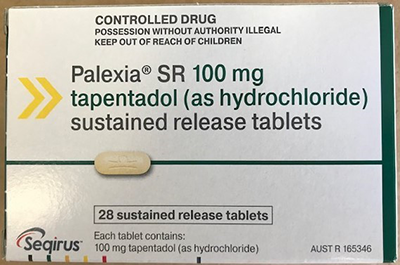 CONTROLLED DRUG
POSSESSION WITHOUT AUTHORITY ILLEGAL
KEEP OUT OF REACH OF CHILDREN
Palexia® SR 100 mg
tapentadol (as hydrochloride)
sustained release tablets
28 sustained release tablets
Each tablet contains:
100 mg tapentadol (as hydrochloride)
Seqirus™
AUST R 165346